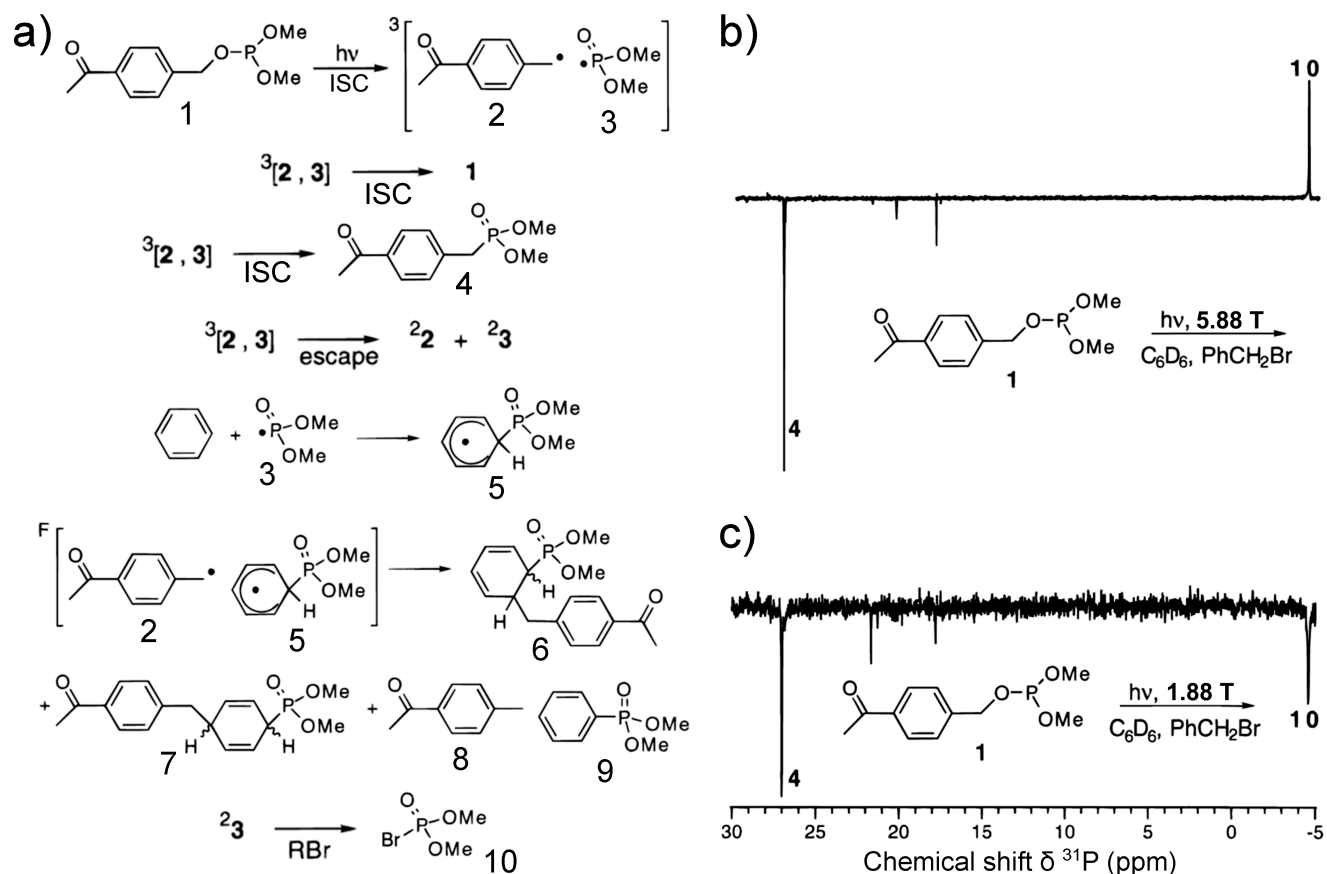 a)
O
O
P
OMe
OMe
1
hν
ISC
3
O
2
O
P
OMe
OMe
3
³[2 , 3]
ISC
1
³[2 , 3]
ISC
O
O
P
OMe
OMe
4
³[2 , 3]
escape
²2 + ²3
+
O
P
OMe
OMe
3
O
P
OMe
OMe
H
5
F
O
2
O
P
OMe
OMe
H
5
O
P
OMe
OMe
H
H
O
6
+
O
H
H
O
P
OMe
OMe
7
+
O
8
O
P
OMe
OMe
9
²3
RBr
O
Br
P
OMe
OMe
10
b)
10
4
O
O
P
OMe
OMe
1
hν, 5.88 T
C₆D₆, PhCH₂Br
c)
4
10
O
O
P
OMe
OMe
1
hν, 1.88 T
C₆D₆, PhCH₂Br
30 25 20 15 10 5 0 -5
Chemical shift δ ³¹P (ppm)